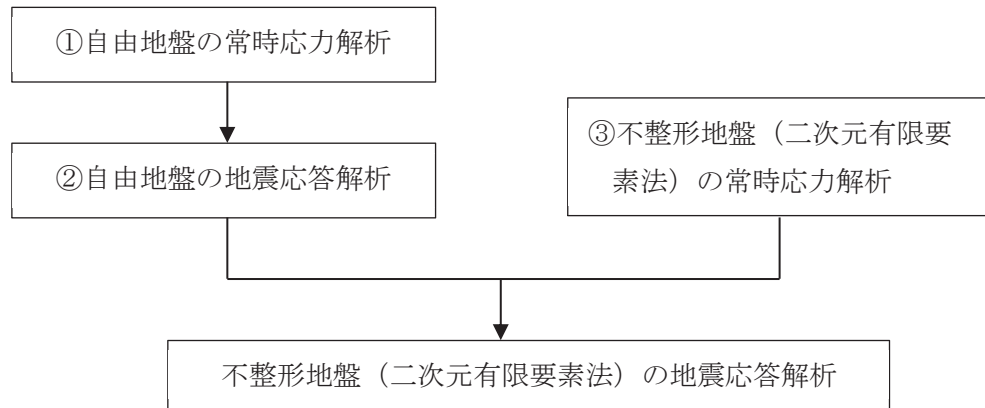 ①自由地盤の常時応力解析
②自由地盤の地震応答解析
③不整形地盤（二次元有限要
素法）の常時応力解析
不整形地盤（二次元有限要素法）の地震応答解析